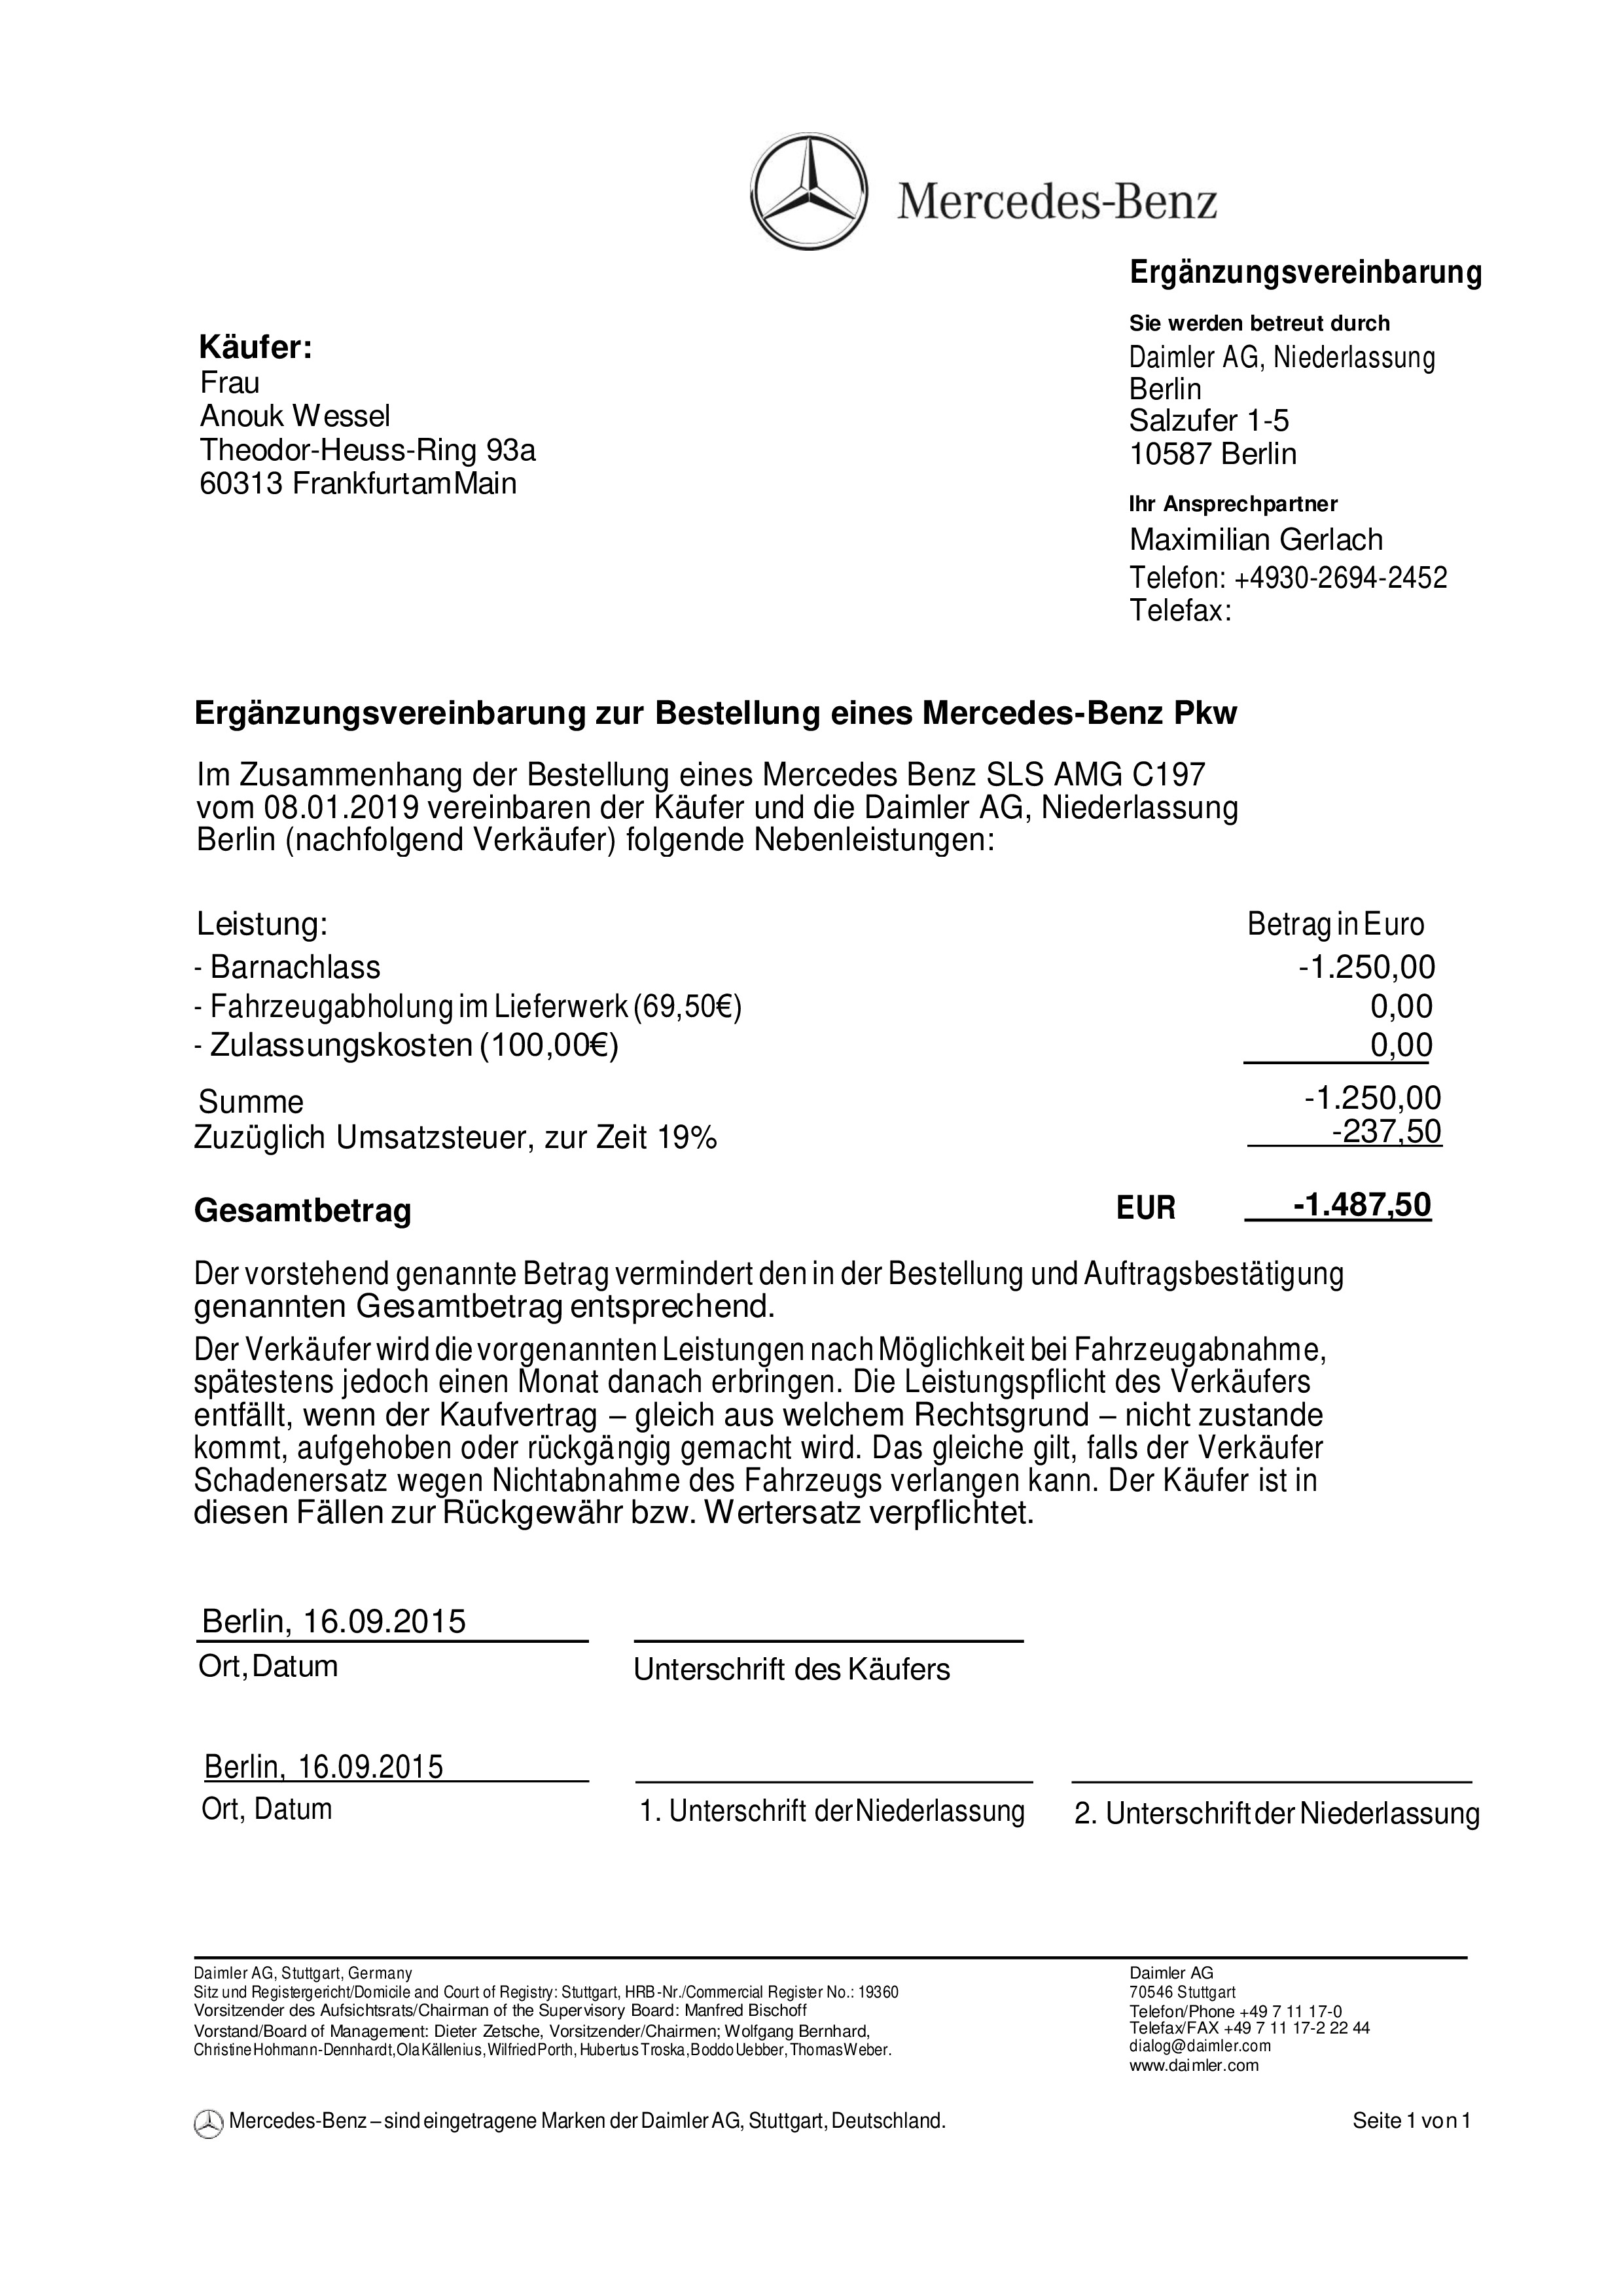 Mercedes-Benz
Ergänzungsvereinbarung
Sie werden betreut durch
Daimler AG, Niederlassung
Berlin
Salzufer 1-5
10587 Berlin
Ihr Ansprechpartner
Maximilian Gerlach
Telefon: +4930-2694-2452
Telefax:
Käufer:
Frau
Anouk Wessel
Theodor-Heuss-Ring 93a
60313 Frankfurt am Main
Ergänzungsvereinbarung zur Bestellung eines Mercedes-Benz Pkw
Im Zusammenhang der Bestellung eines Mercedes Benz SLS AMG C197
vom 08.01.2019 vereinbaren der Käufer und die Daimler AG, Niederlassung
Berlin (nachfolgend Verkäufer) folgende Nebenleistungen:
Leistung: Betrag in Euro
- Barnachlass -1.250,00
- Fahrzeugabholung im Lieferwerk (69,50€) 0,00
- Zulassungskosten (100,00€) 0,00
Summe -1.250,00
Zuzüglich Umsatzsteuer, zur Zeit 19% -237,50
Gesamtbetrag EUR -1.487,50
Der vorstehend genannte Betrag vermindert den in der Bestellung und Auftragsbestätigung
genannten Gesamtbetrag entsprechend.
Der Verkäufer wird die vorgenannten Leistungen nach Möglichkeit bei Fahrzeugabnahme,
spätestens jedoch einen Monat danach erbringen. Die Leistungspflicht des Verkäufers
entfällt, wenn der Kaufvertrag – gleich aus welchem Rechtsgrund – nicht zustande
kommt, aufgehoben oder rückgängig gemacht wird. Das gleiche gilt, falls der Verkäufer
Schadenersatz wegen Nichtabnahme des Fahrzeugs verlangen kann. Der Käufer ist in
diesen Fällen zur Rückgewähr bzw. Wertersatz verpflichtet.
Berlin, 16.09.2015
Ort, Datum Unterschrift des Käufers
Berlin, 16.09.2015
Ort, Datum 1. Unterschrift der Niederlassung 2. Unterschrift der Niederlassung
Daimler AG, Stuttgart, Germany
Sitz und Registergericht/Domicile and Court of Registry: Stuttgart, HRB-Nr./Commercial Register No.: 19360
Vorsitzender des Aufsichtsrats/Chairman of the Supervisory Board: Manfred Bischoff
Vorstand/Board of Management: Dieter Zetsche, Vorsitzender/Chairmen; Wolfgang Bernhard,
Christine Hohmann-Dennhardt, Ola Källenius, Wilfried Porth, Hubertus Troska, Boddo Uebber, Thomas Weber.
Daimler AG
70546 Stuttgart
Telefon/Phone +49 7 11 17-0
Telefax/FAX +49 7 11 17-2 22 44
dialog@daimler.com
www.daimler.com
Mercedes-Benz – sind eingetragene Marken der Daimler AG, Stuttgart, Deutschland. Seite 1 von 1